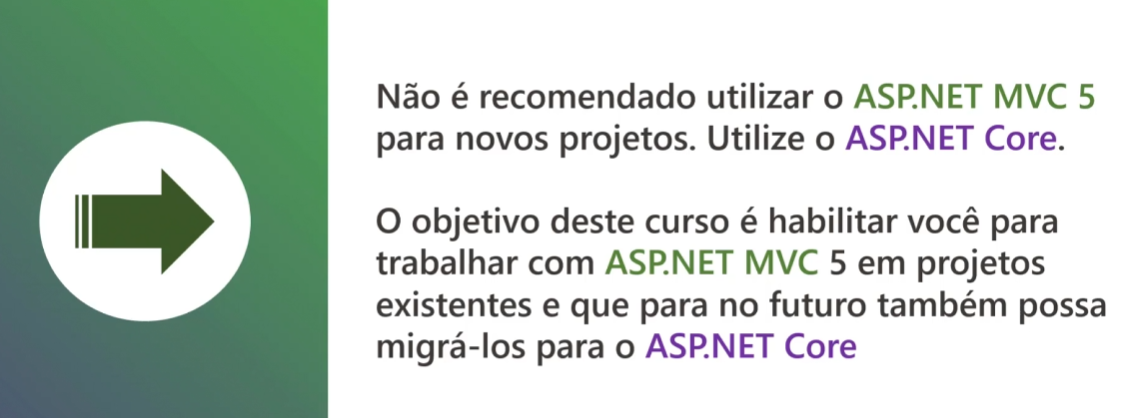 Não é recomendado utilizar o ASP.NET MVC 5
para novos projetos. Utilize o ASP.NET Core.
O objetivo deste curso é habilitar você para
trabalhar com ASP.NET MVC 5 em projetos
existentes e que para no futuro também possa
migrá-los para o ASP.NET Core